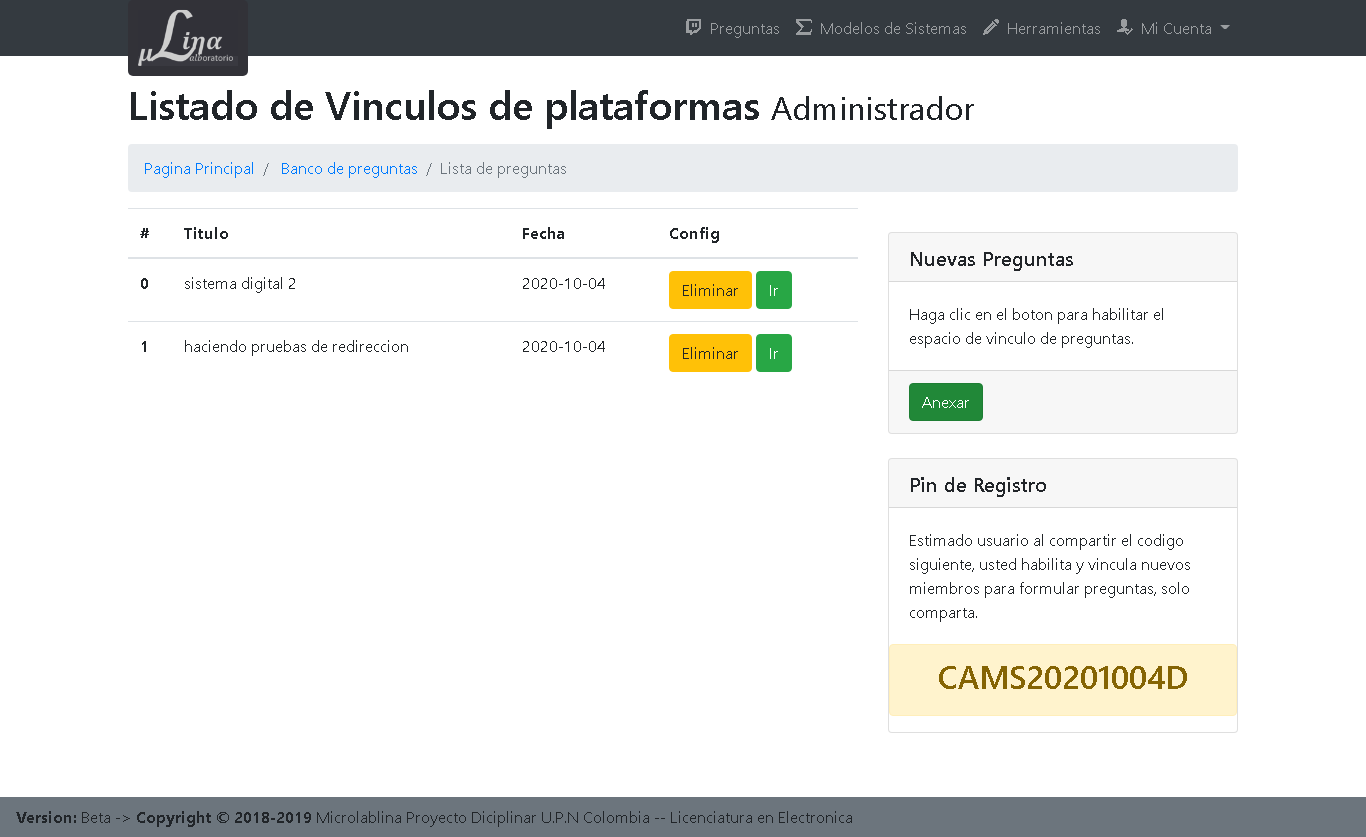 µLina
alboratorio
Preguntas Modelos de Sistemas Herramientas Mi Cuenta
Listado de Vinculos de plataformas Administrador
Pagina Principal / Banco de preguntas / Lista de preguntas
# Titulo Fecha Config
0 sistema digital 2 2020-10-04 Eliminar Ir
1 haciendo pruebas de redireccion 2020-10-04 Eliminar Ir
Nuevas Preguntas
Haga clic en el boton para habilitar el
espacio de vinculo de preguntas.
Anexar
Pin de Registro
Estimado usuario al compartir el codigo
siguiente, usted habilita y vincula nuevos
miembros para formular preguntas, solo
comparta.
CAMS20201004D
Version: Beta -> Copyright © 2018-2019 Microlablina Proyecto Diciplinar U.P.N Colombia -- Licenciatura en Electronica